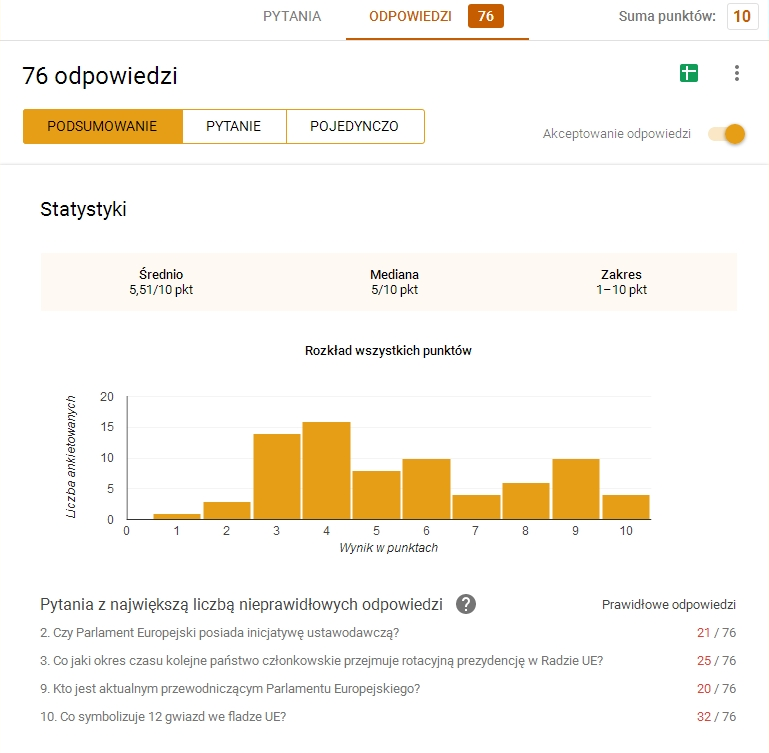 PYTANIA ODPOWIEDZI 76 Suma punktów: 10
76 odpowiedzi
PODSUMOWANIE PYTANIE POJEDYNCZO
Akceptowanie odpowiedzi
Statystyki
Średnio Mediana Zakres
5,51/10 pkt 5/10 pkt 1–10 pkt
Rozkład wszystkich punktów
Liczba ankietowanych
20
15
10
5
0
0 1 2 3 4 5 6 7 8 9 10
Wynik w punktach
Pytania z największą liczbą nieprawidłowych odpowiedzi ? Prawidłowe odpowiedzi
2. Czy Parlament Europejski posiada inicjatywę ustawodawczą? 21 / 76
3. Co jaki okres czasu kolejne państwo członkowskie przejmuje rotacyjną prezydencję w Radzie UE? 25 / 76
9. Kto jest aktualnym przewodniczącym Parlamentu Europejskiego? 20 / 76
10. Co symbolizuje 12 gwiazd we fladze UE? 32 / 76